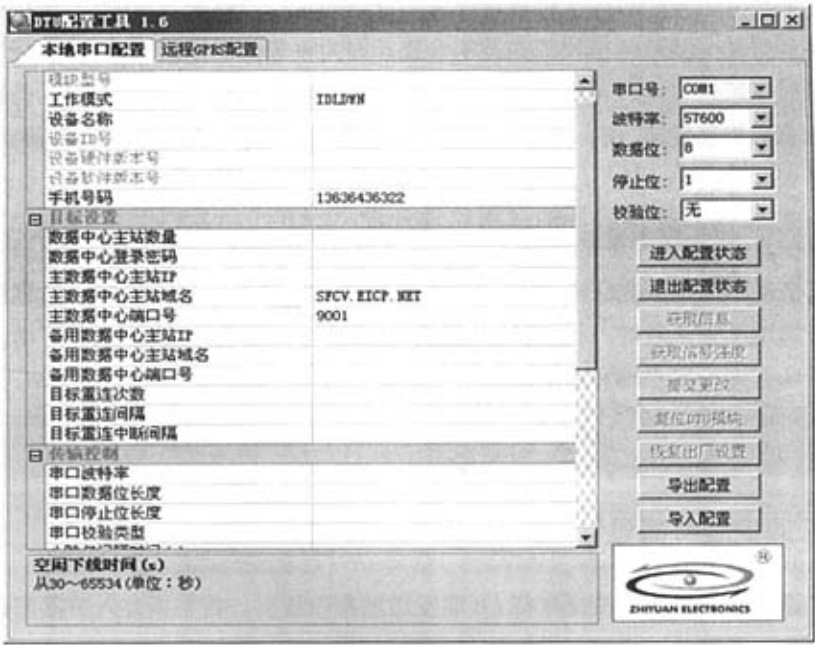 DTU配置工具 1.6
本地串口配置 远程GPRS配置
模块型号
工作模式 IDLDWN
设备名称
设备ID号
设备硬件版本号
设备软件版本号
手机号码 13636436322
目标设置
数据中心主站数量
数据中心登录密码
主数据中心主站IP
主数据中心主站域名 SFCV.EICP.NET
主数据中心端口号 9001
备用数据中心主站IP
备用数据中心主站域名
备用数据中心端口号
目标重连次数
目标重连间隔
目标重连中断间隔
传输控制
串口波特率
串口数据位长度
串口停止位长度
串口校验类型
空闲下线时间(s)
从30~65534(单位：秒)
串口号： COM1
波特率： 57600
数据位： 8
停止位： 1
校验位： 无
进入配置状态
退出配置状态
获取信息
获取信号强度
提交更改
复位DTU模块
恢复出厂设置
导出配置
导入配置
®
ZHIYUAN ELECTRONICS